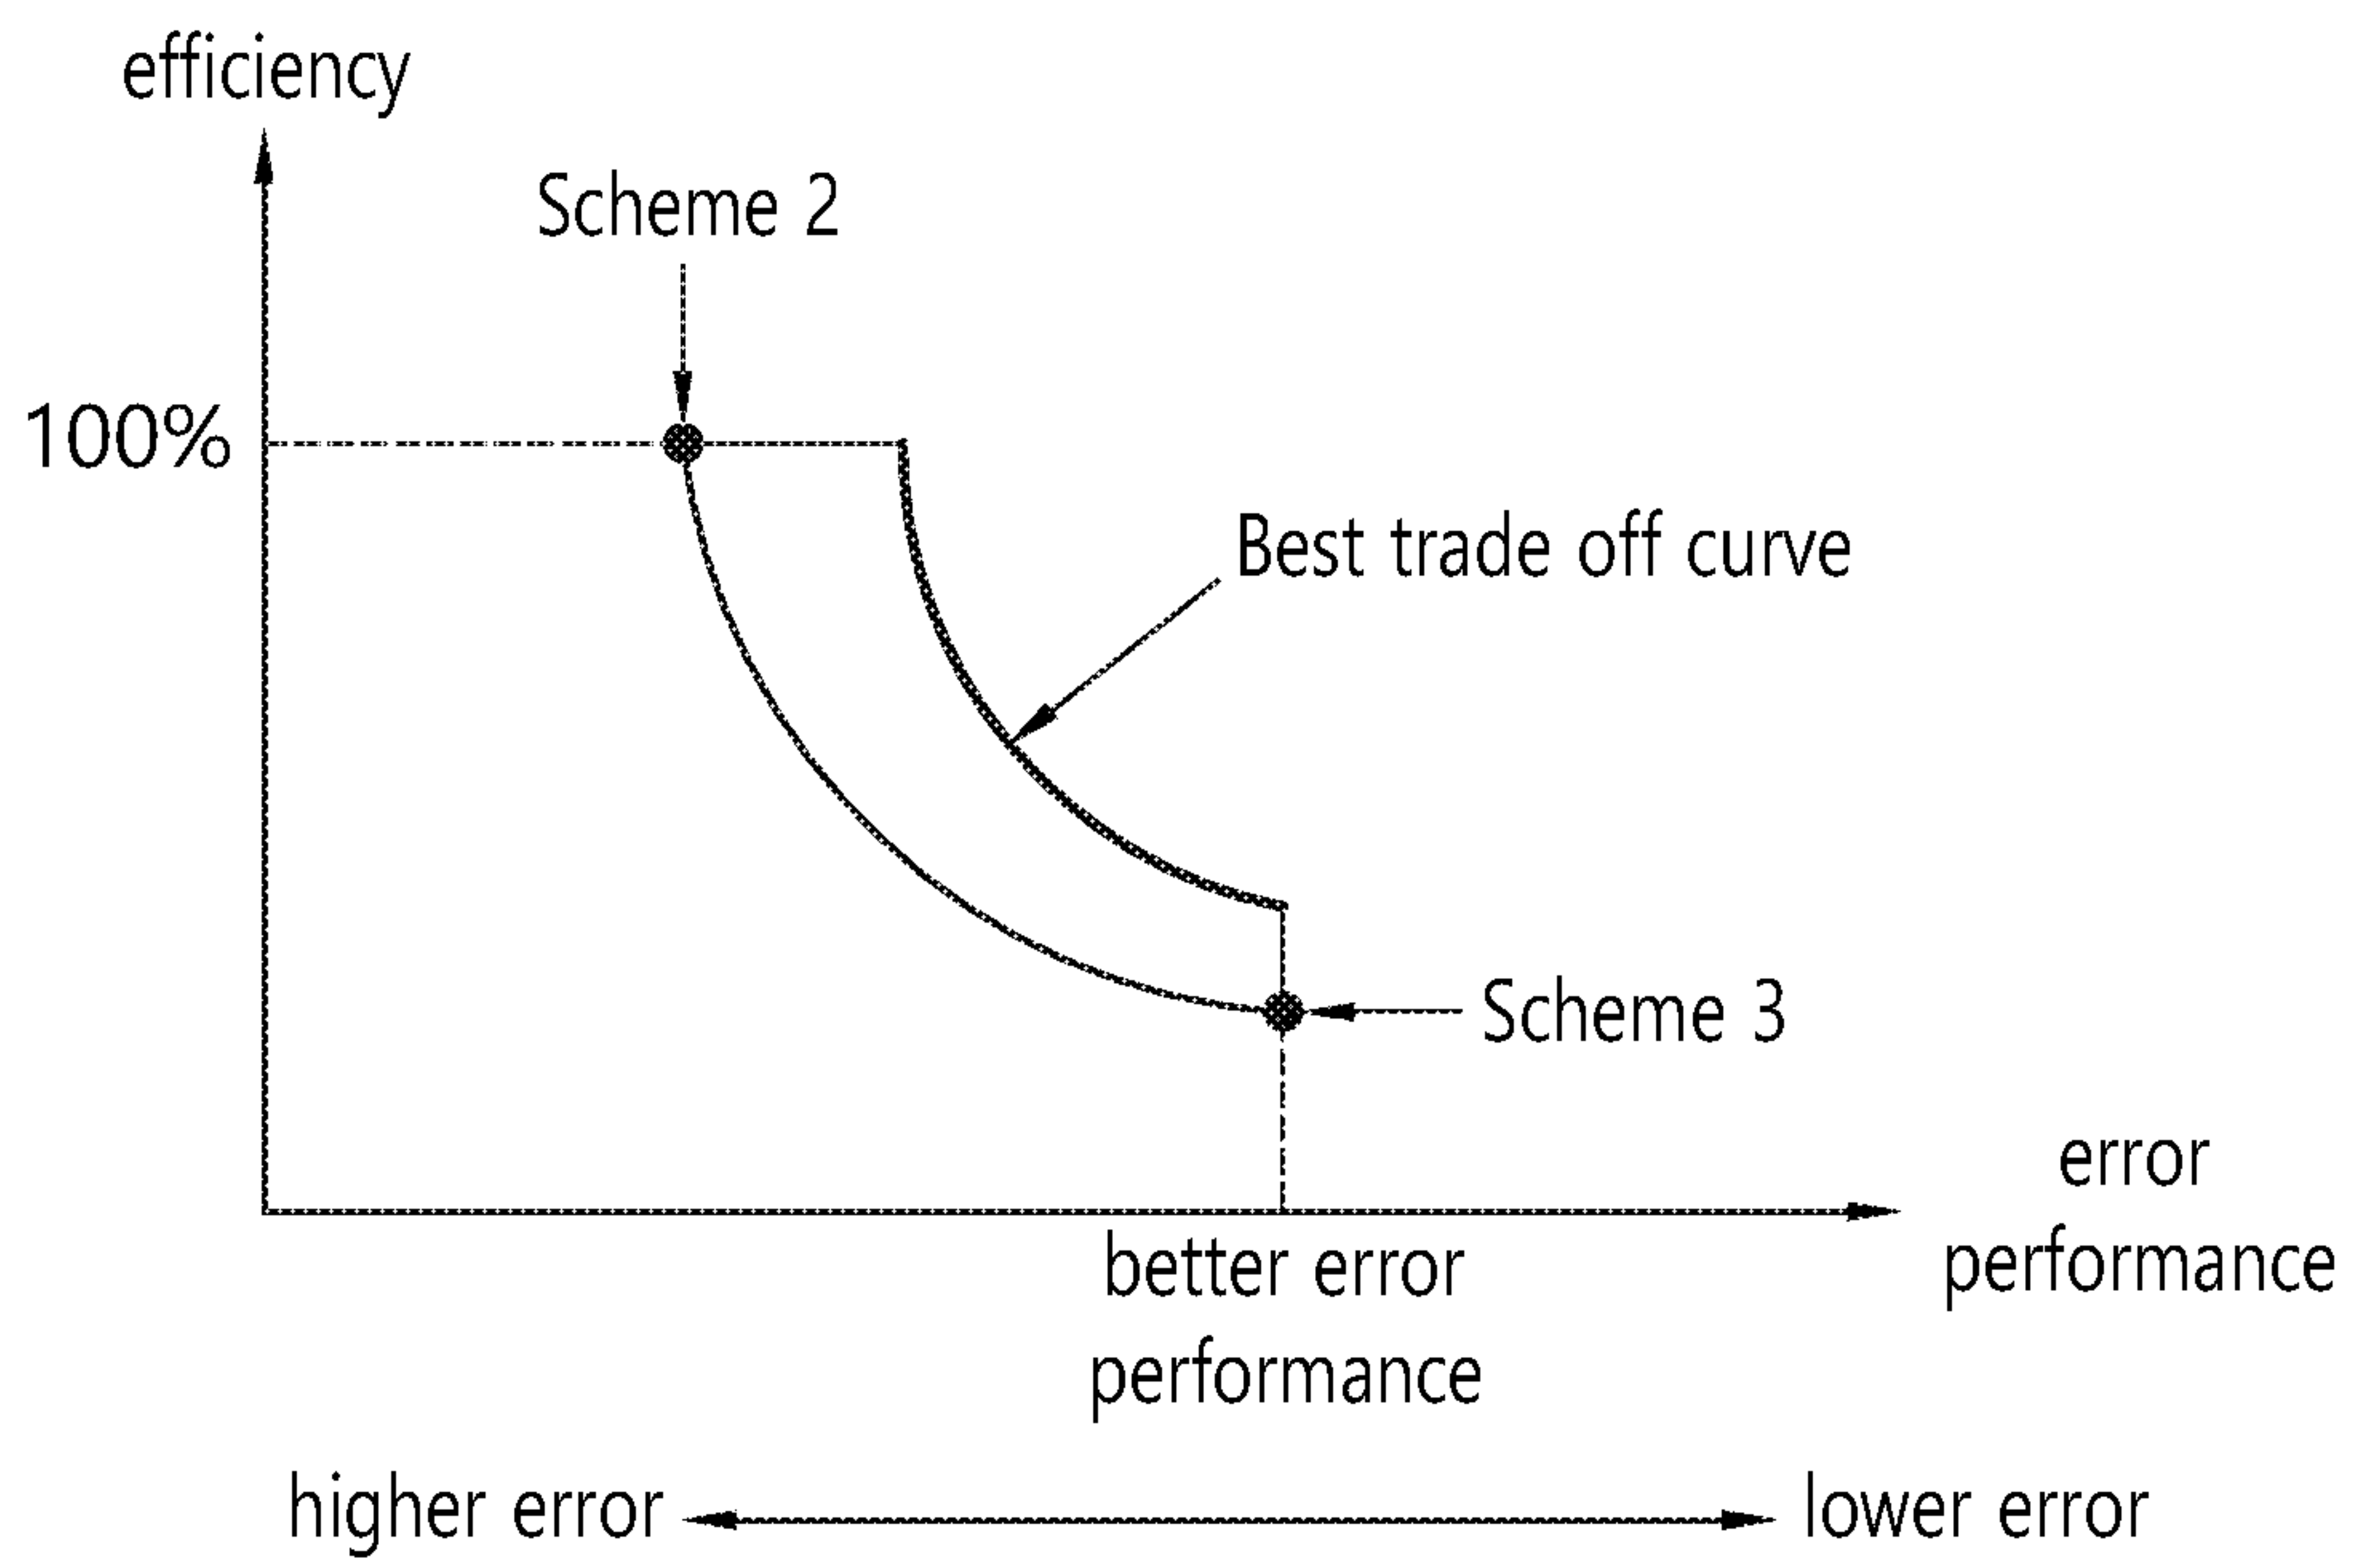 efficiency
Scheme 2
100%
Best trade off curve
Scheme 3
error
performance
better error
performance
higher error
lower error